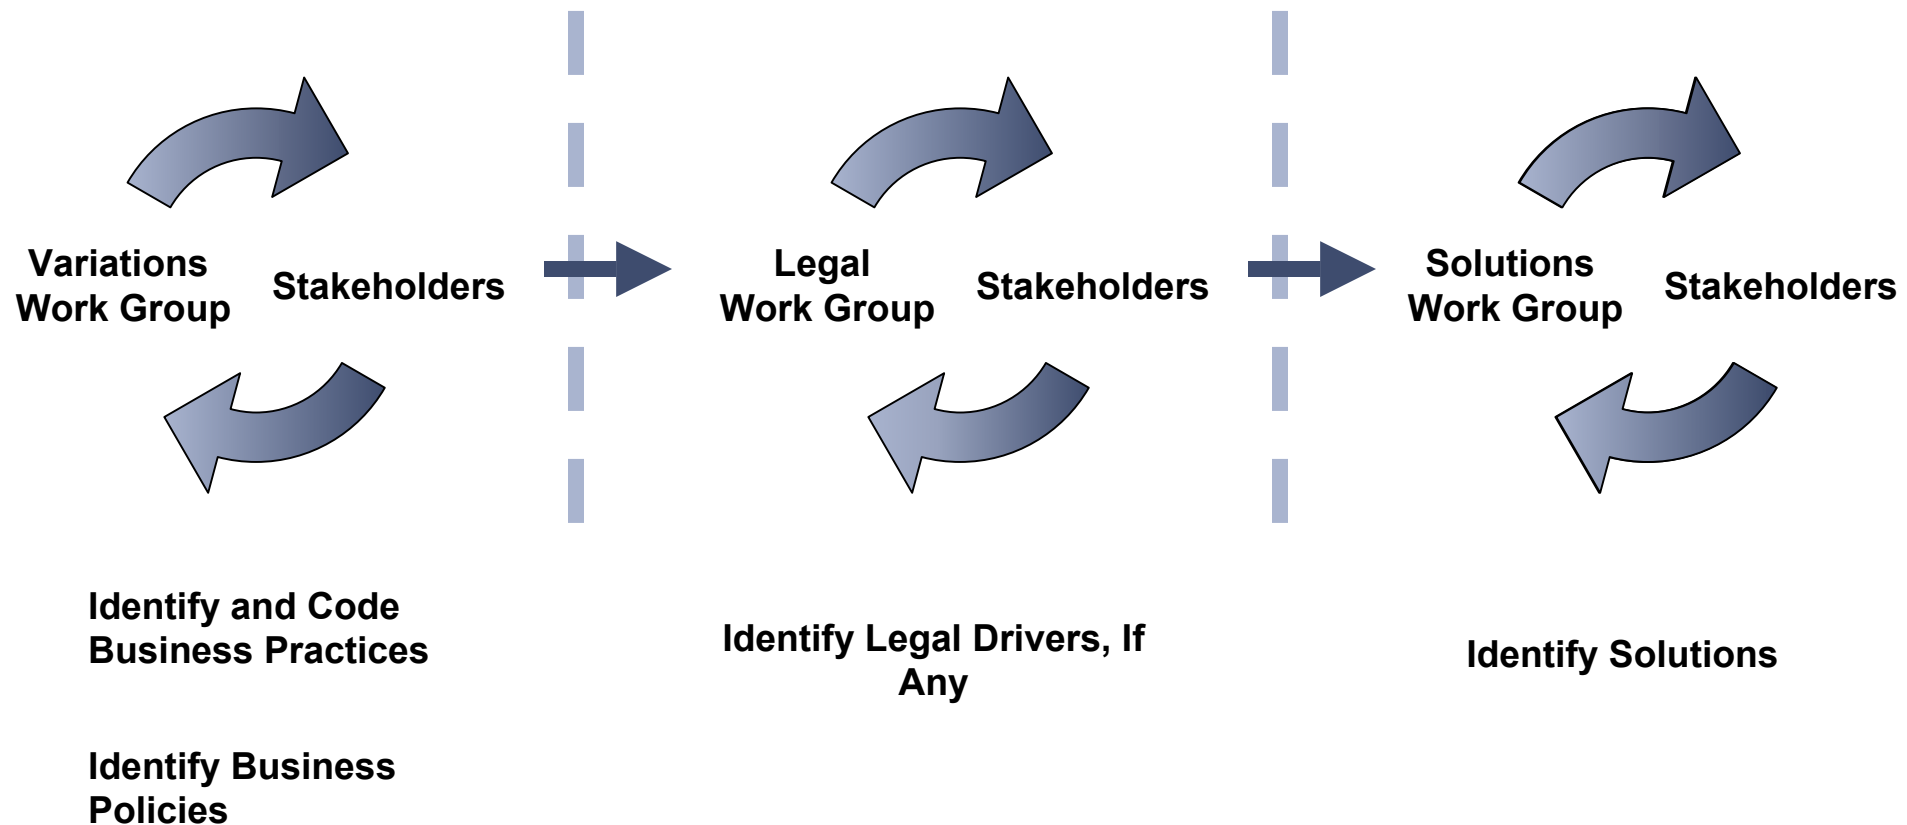 Variations
Work Group
Stakeholders
Legal
Work Group
Stakeholders
Solutions
Work Group
Stakeholders
Identify and Code
Business Practices
Identify Business
Policies
Identify Legal Drivers, If
Any
Identify Solutions